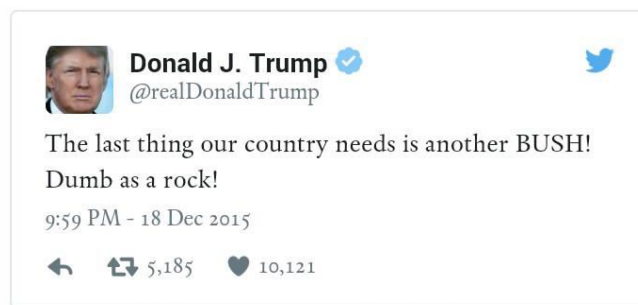 Donald J. Trump
@realDonaldTrump
The last thing our country needs is another BUSH!
Dumb as a rock!
9:59 PM - 18 Dec 2015
5,185 10,121